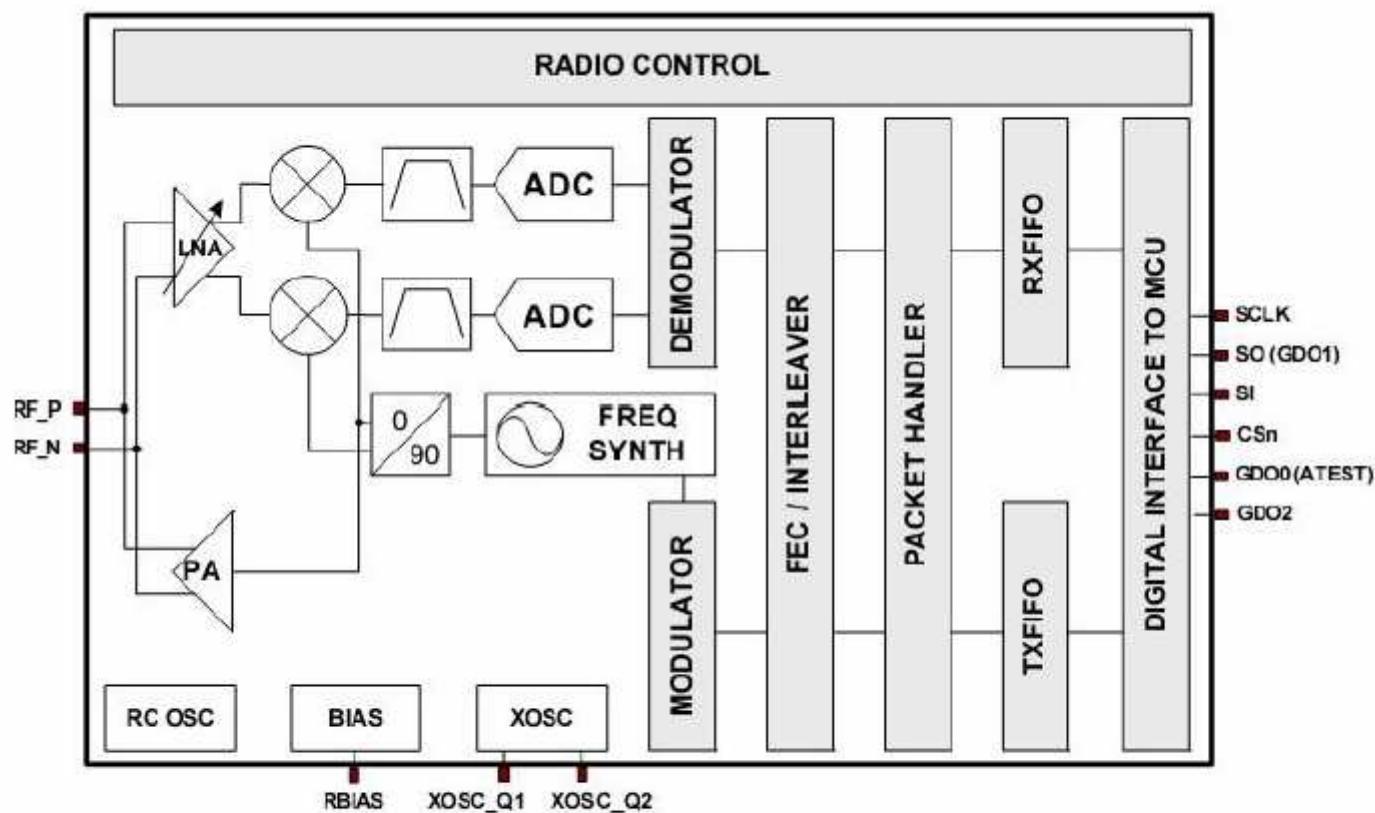 RADIO CONTROL
LNA
ADC
ADC
DEMODULATOR
FEC / INTERLEAVER
PACKET HANDLER
RXFIFO
DIGITAL INTERFACE TO MCU
SCLK
SO (GDO1)
SI
CSn
GDO0 (ATEST)
GDO2
RF_P
RF_N
0
90
FREQ
SYNTH
PA
MODULATOR
TXFIFO
RC OSC
BIAS
XOSC
RBIAS
XOSC_Q1
XOSC_Q2